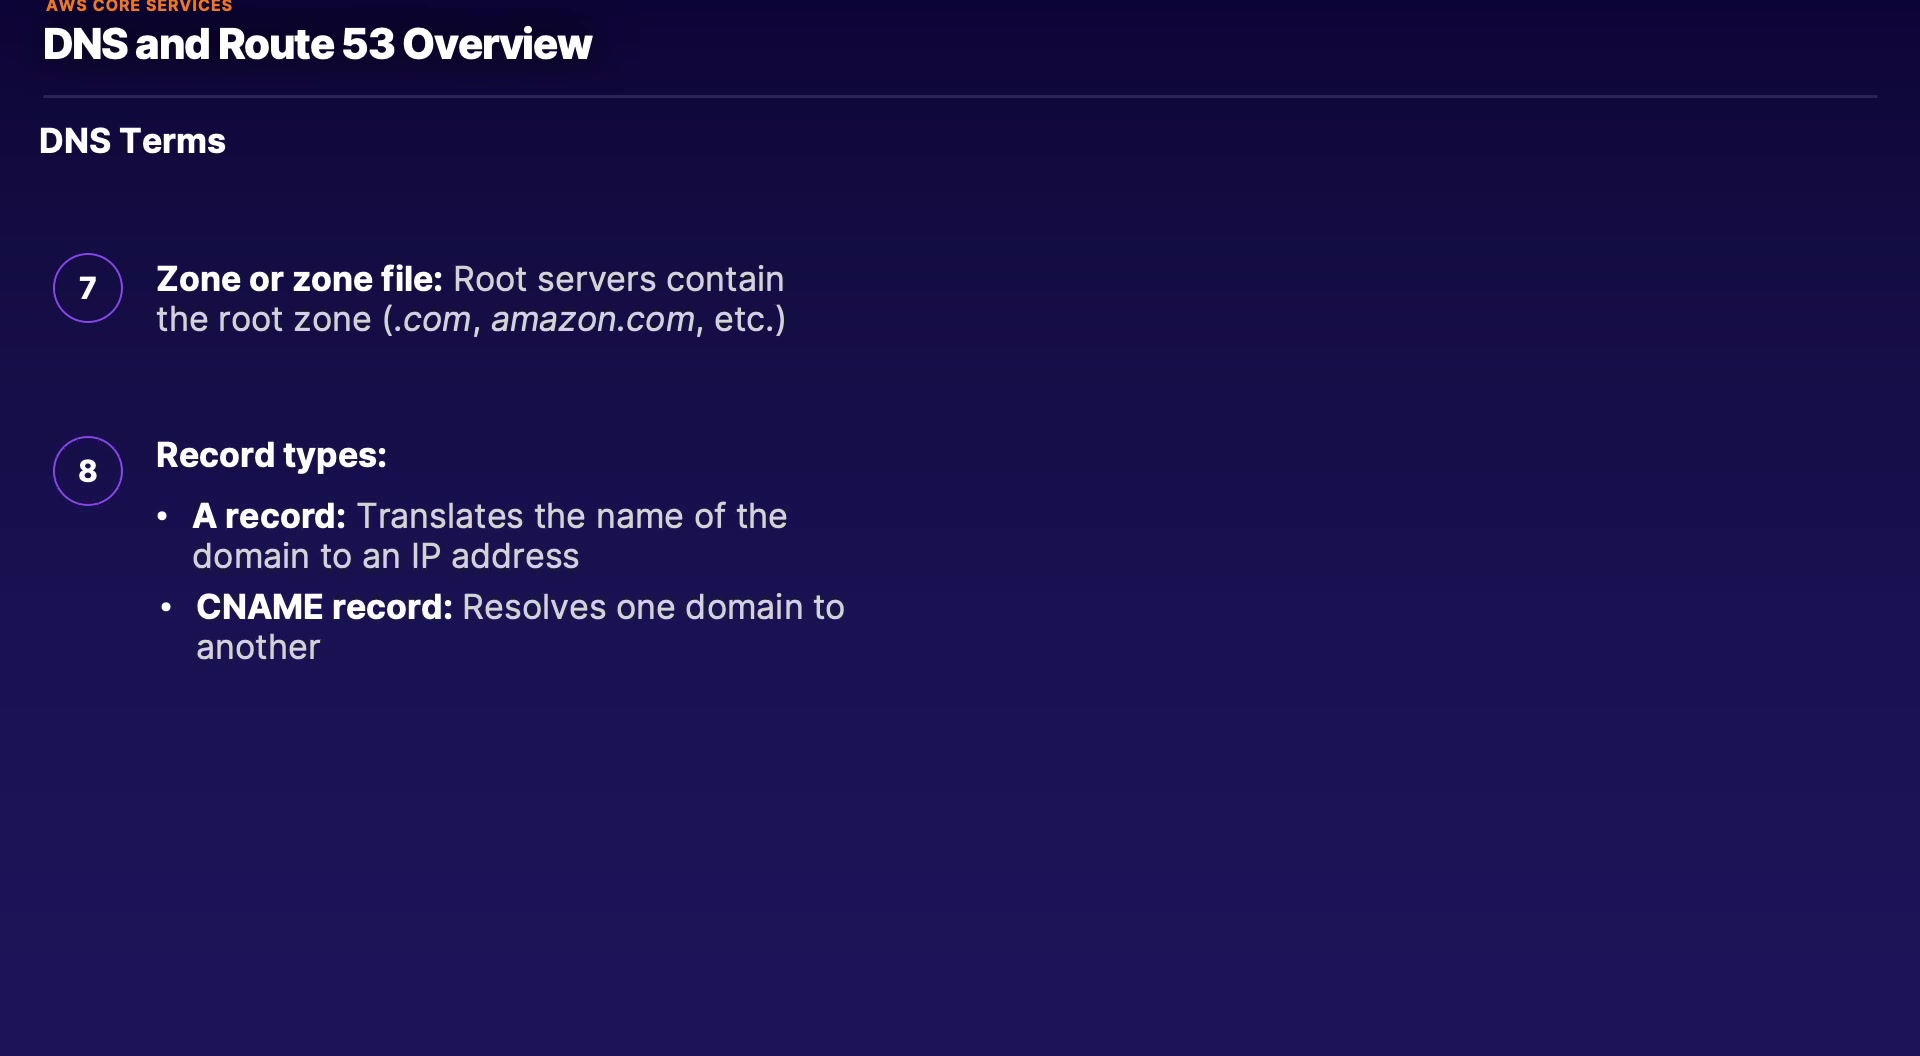 AWS CORE SERVICES
DNS and Route 53 Overview
DNS Terms
7
Zone or zone file: Root servers contain
the root zone (.com, amazon.com, etc.)
8
Record types:
• A record: Translates the name of the
domain to an IP address
• CNAME record: Resolves one domain to
another